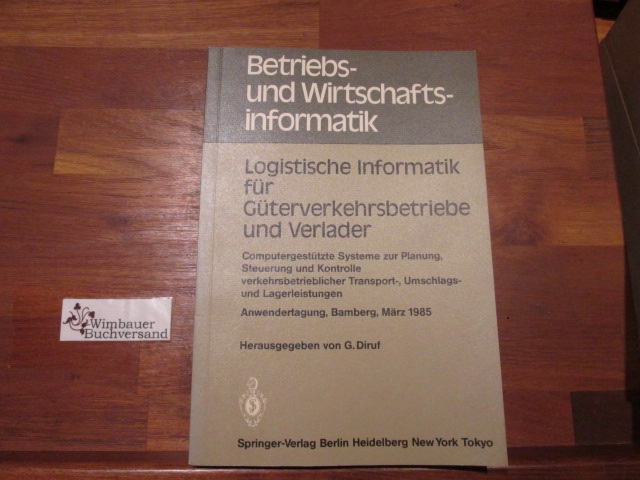 Betriebs-
und Wirtschafts-
informatik
Logistische Informatik
für
Güterverkehrsbetriebe
und Verlader
Computergestützte Systeme zur Planung,
Steuerung und Kontrolle
verkehrsbetrieblicher Transport-, Umschlags-
und Lagerleistungen
Anwendertagung, Bamberg, März 1985
Herausgegeben von G. Diruf
Springer-Verlag Berlin Heidelberg New York Tokyo
Wimbauer
Buchversand